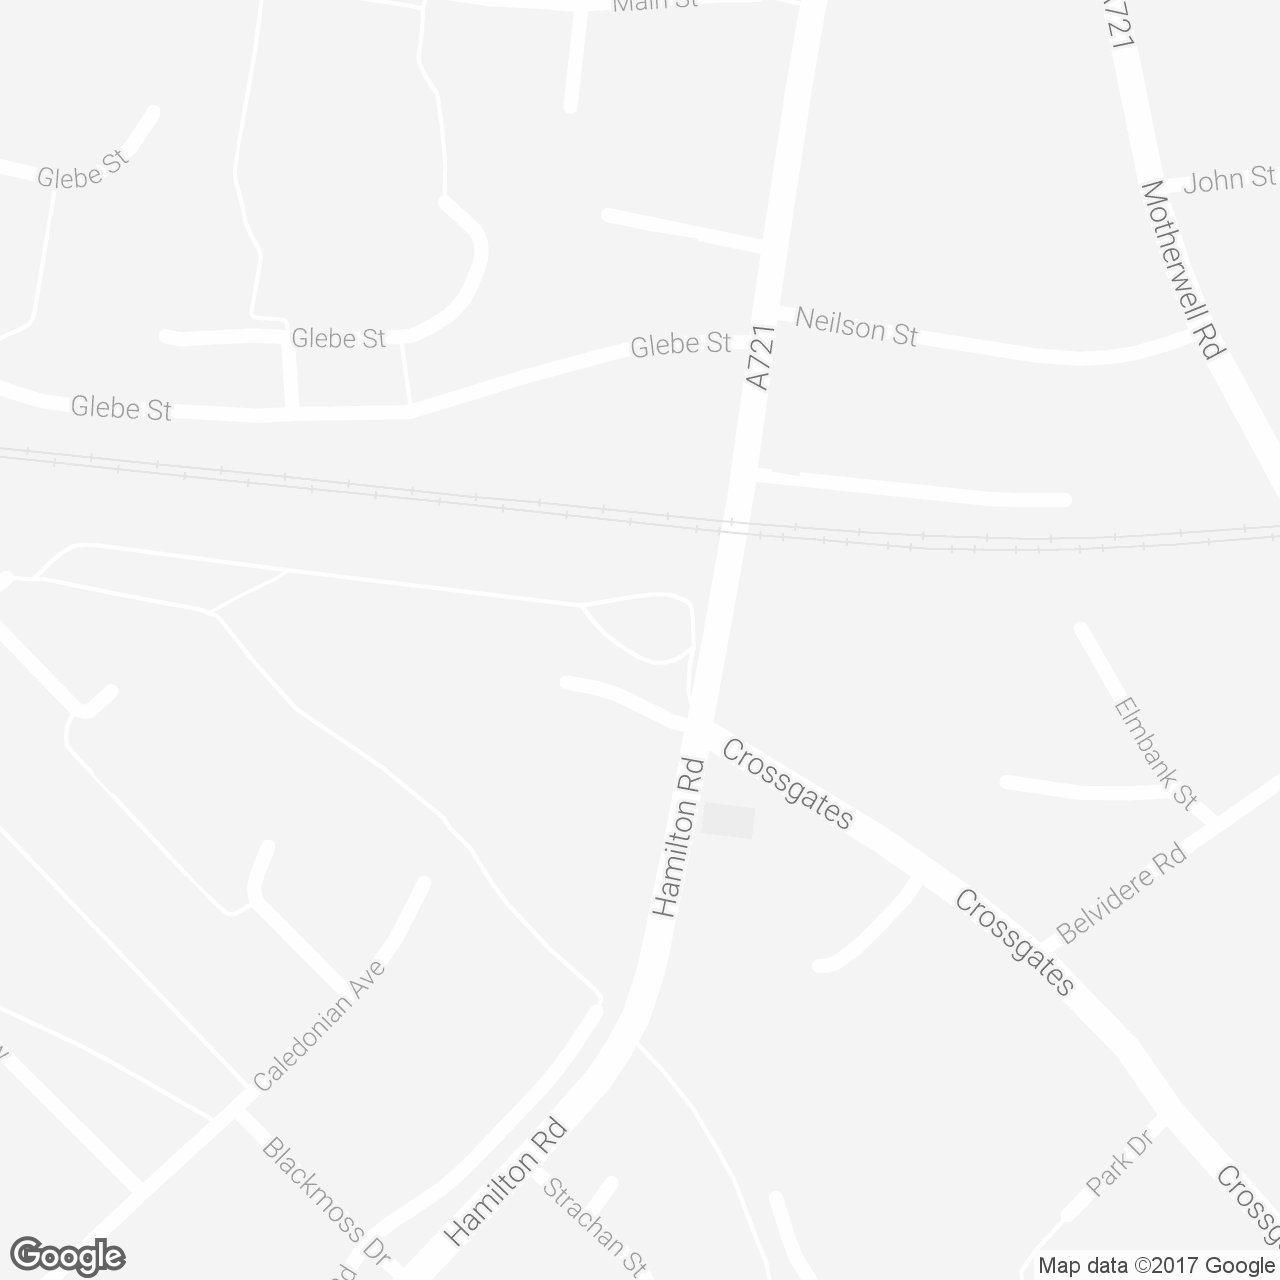 Main St
A721
Glebe St
John St
Motherwell Rd
Neilson St
Glebe St
Glebe St
A721
Glebe St
Elmbank St
Crossgates
Hamilton Rd
Belvidere Rd
Crossgates
Caledonian Ave
Park Dr
Hamilton Rd
Blackmoss Dr
Strachan St
Google
Map data ©2017 Google